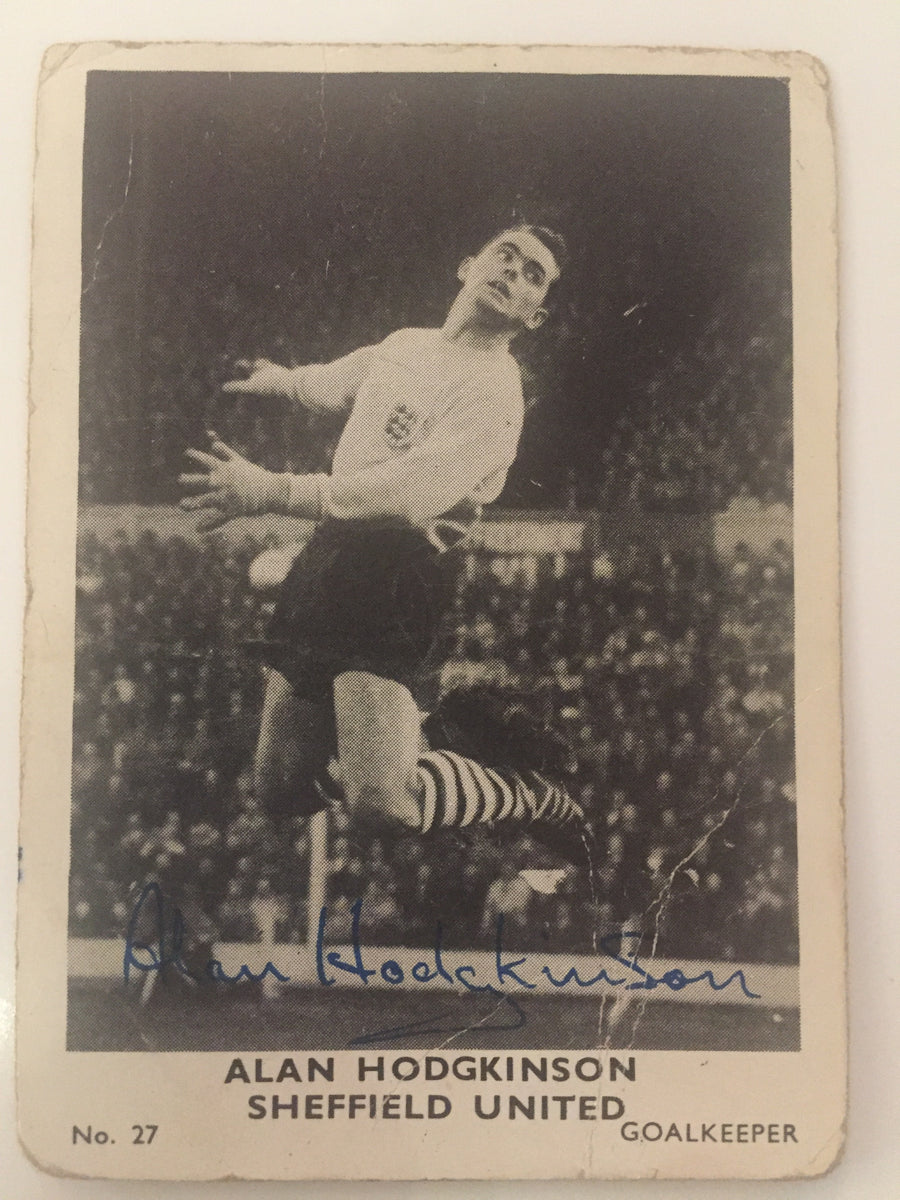 Alan Hodgkinson
ALAN HODGKINSON
SHEFFIELD UNITED
No. 27 GOALKEEPER